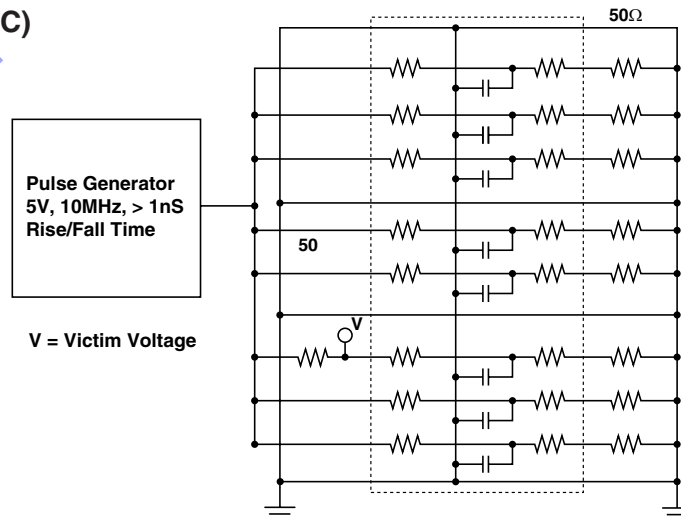 C)
50Ω
Pulse Generator
5V, 10MHz, > 1nS
Rise/Fall Time
50
V
V = Victim Voltage